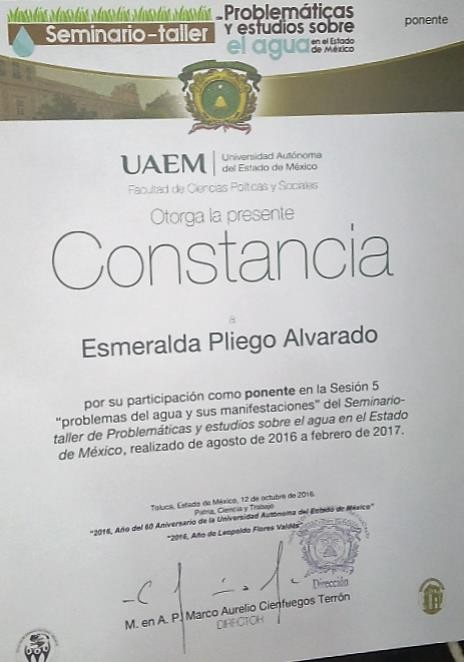 Seminario-taller
de Problemáticas
y estudios sobre
el agua en el Estado
de México
ponente
UAEM
Universidad Autónoma
del Estado de México
Facultad de Ciencias Políticas y Sociales
Otorga la presente
Constancia
a
Esmeralda Pliego Alvarado
por su participación como ponente en la Sesión 5
"problemas del agua y sus manifestaciones" del Seminario-
taller de Problemáticas y estudios sobre el agua en el Estado
de México, realizado de agosto de 2016 a febrero de 2017.
Toluca, Estado de México, 12 de octubre de 2016.
Patria, Ciencia y Trabajo
"2016, Año del 60 Aniversario de la Universidad Autónoma del Estado de México"
"2016, Año de Leopoldo Flores Valdés"
Dirección
M. en A. P. Marco Aurelio Cienfuegos Terrón
DIRECTOR